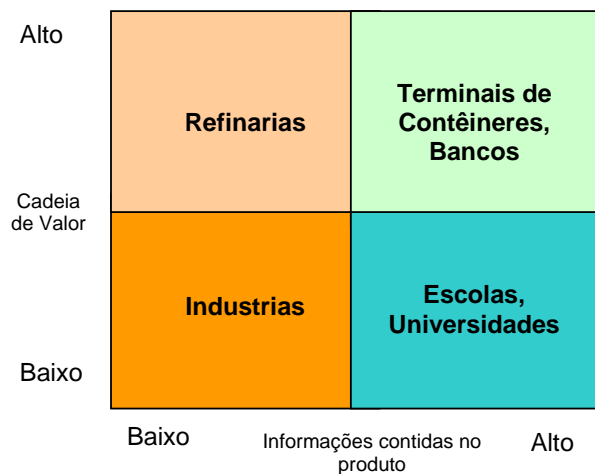 Alto
Refinarias
Terminais de
Contêineres,
Bancos
Cadeia
de Valor
Industrias
Escolas,
Universidades
Baixo
Baixo
Informações contidas no
produto
Alto